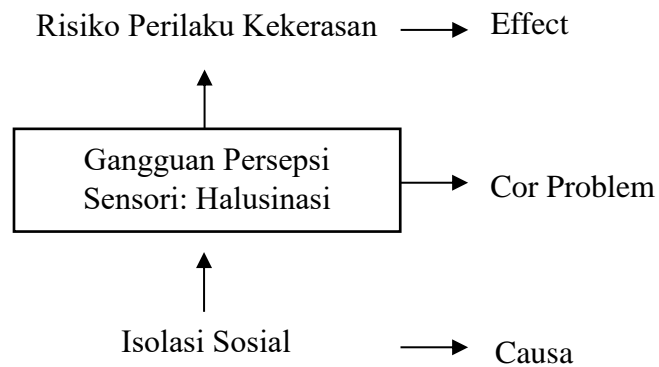 Risiko Perilaku Kekerasan
Effect
Gangguan Persepsi
Sensori: Halusinasi
Cor Problem
Isolasi Sosial
Causa